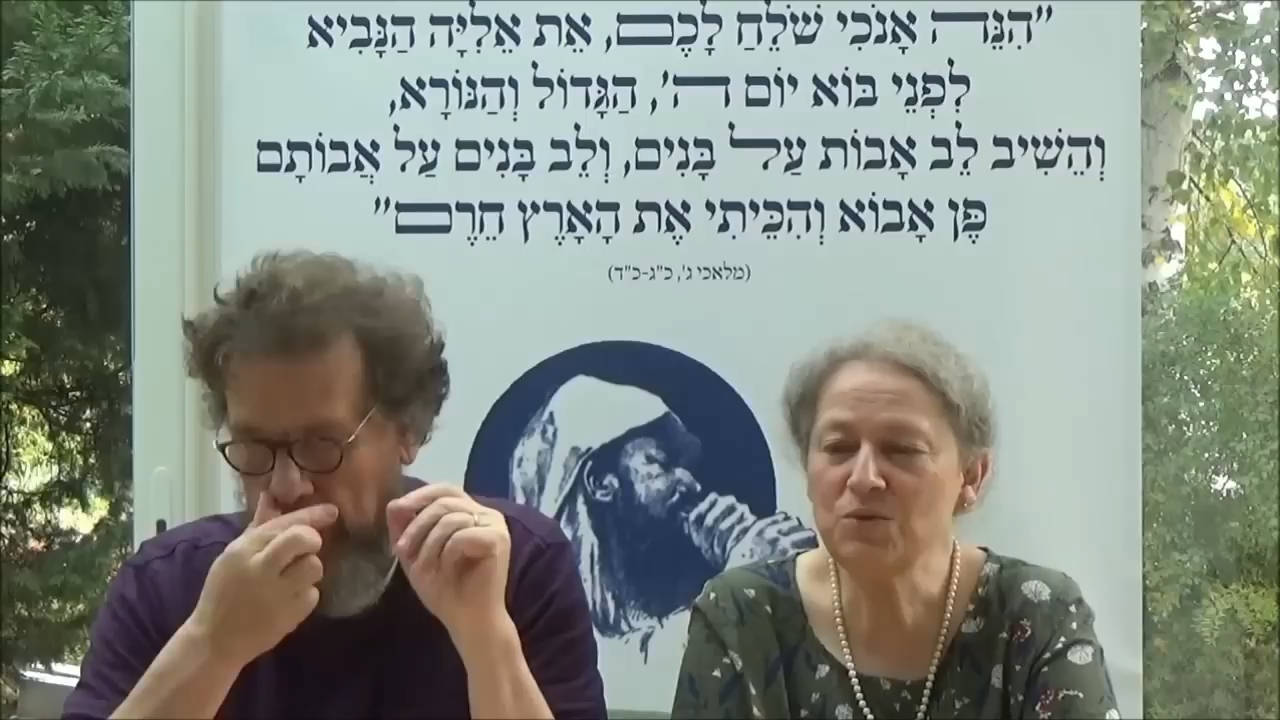 "הִנֵּה אָנֹכִי שֹׁלֵחַ לָכֶם, אֵת אֵלִיָּה הַנָּבִיא
לִפְנֵי בּוֹא יוֹם ה', הַגָּדוֹל וְהַנּוֹרָא,
וְהֵשִׁיב לֵב אָבוֹת עַל בָּנִים, וְלֵב בָּנִים עַל אֲבוֹתָם
פֶּן אָבוֹא וְהִכֵּיתִי אֶת הָאָרֶץ חֵרֶם"
(מלאכי ג', כ"ג-כ"ד)